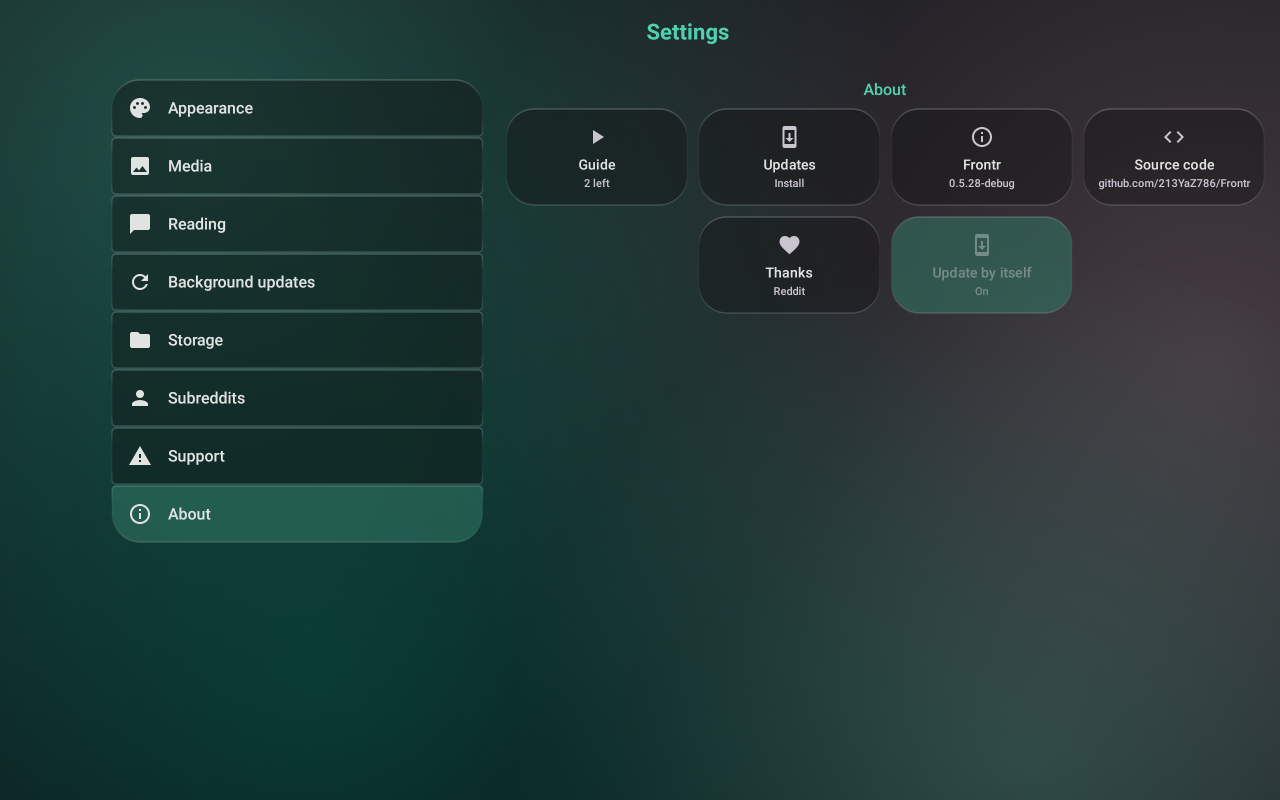 Settings
Appearance
Media
Reading
Background updates
Storage
Subreddits
Support
About
About
Guide
2 left
Updates
Install
Frontr
0.5.28-debug
Source code
github.com/213YaZ786/Frontr
Thanks
Reddit
Update by itself
On